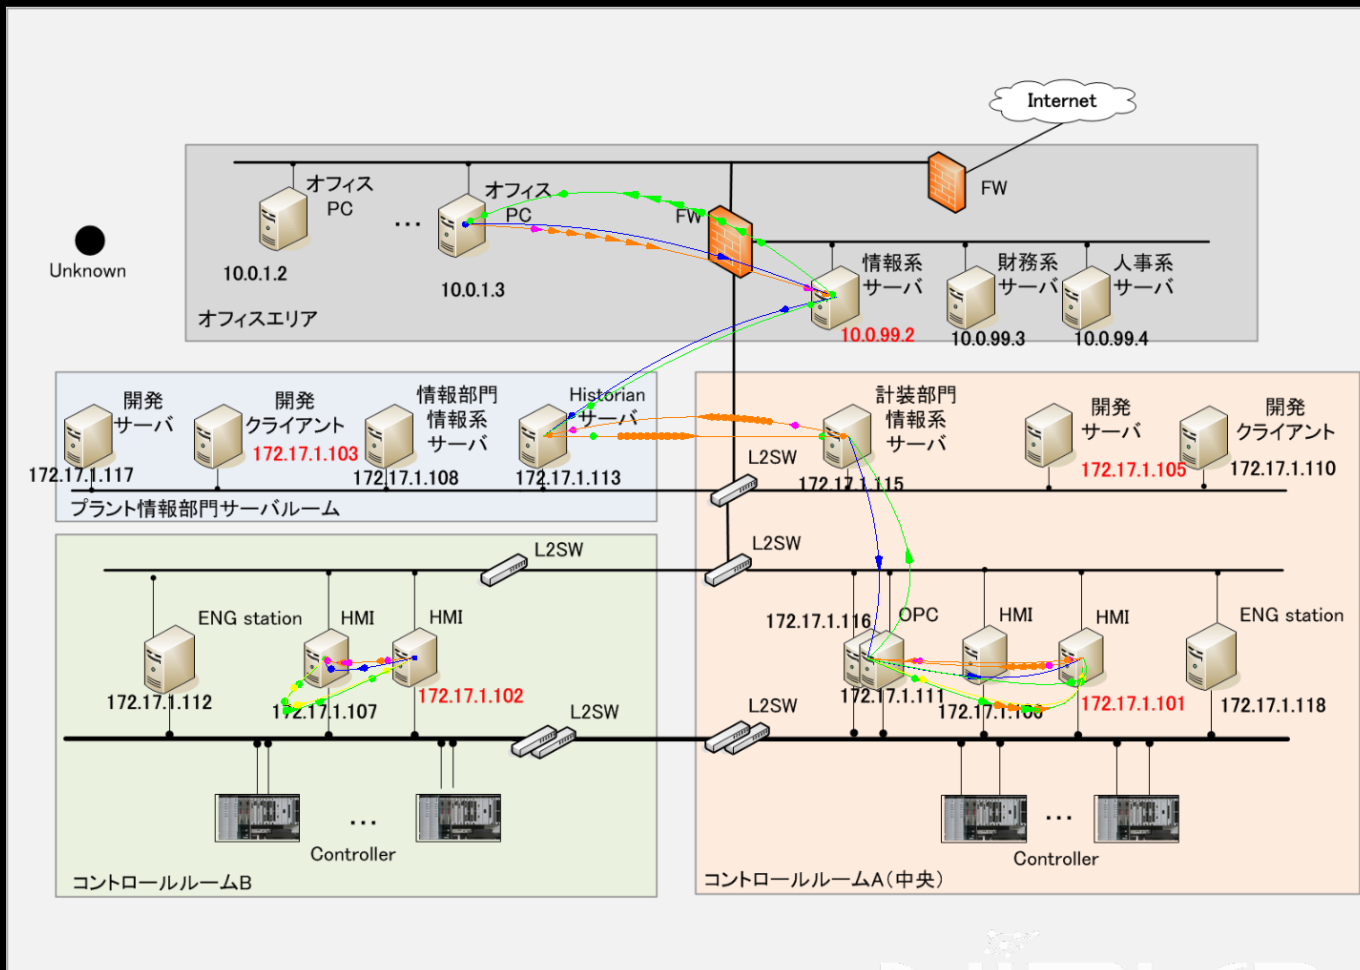 Internet
オフィス
PC
オフィス
PC
...
FW
FW
Unknown
10.0.1.2
10.0.1.3
情報系
サーバ
財務系
サーバ
人事系
サーバ
10.0.99.2
10.0.99.3
10.0.99.4
オフィスエリア
開発
サーバ
開発
クライアント
情報部門
情報系
サーバ
Historian
サーバ
172.17.1.117
172.17.1.103
172.17.1.108
172.17.1.113
プラント情報部門サーバルーム
計装部門
情報系
サーバ
開発
サーバ
開発
クライアント
L2SW
172.17.1.115
172.17.1.105
172.17.1.110
L2SW
L2SW
ENG station
HMI
HMI
172.17.1.112
172.17.1.107
172.17.1.102
L2SW
...
Controller
コントロールルームB
172.17.1.116
OPC
HMI
HMI
ENG station
172.17.1.111
172.17.1.101
172.17.1.118
L2SW
...
Controller
コントロールルームA(中央)